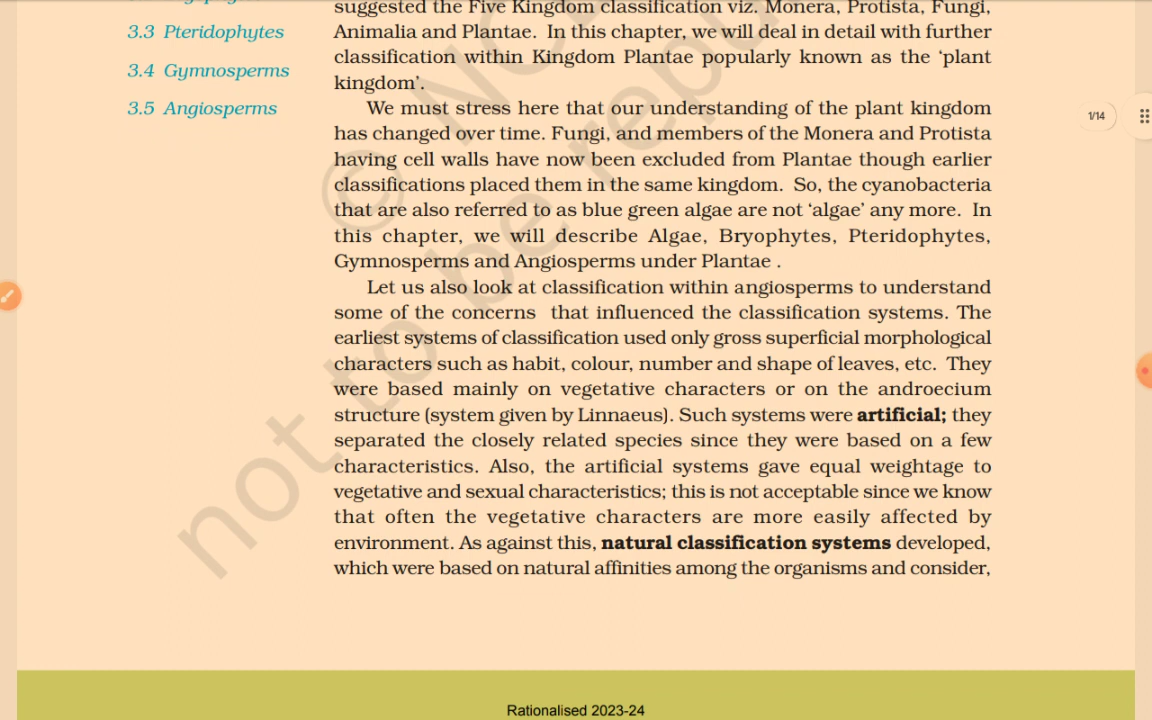 suggested the Five Kingdom classification viz. Monera, Protista, Fungi,
3.3 Pteridophytes
Animalia and Plantae. In this chapter, we will deal in detail with further
classification within Kingdom Plantae popularly known as the ‘plant
3.4 Gymnosperms
kingdom’.
3.5 Angiosperms
We must stress here that our understanding of the plant kingdom
1/14
has changed over time. Fungi, and members of the Monera and Protista
having cell walls have now been excluded from Plantae though earlier
classifications placed them in the same kingdom. So, the cyanobacteria
that are also referred to as blue green algae are not ‘algae’ any more. In
this chapter, we will describe Algae, Bryophytes, Pteridophytes,
Gymnosperms and Angiosperms under Plantae .
Let us also look at classification within angiosperms to understand
some of the concerns that influenced the classification systems. The
earliest systems of classification used only gross superficial morphological
characters such as habit, colour, number and shape of leaves, etc. They
were based mainly on vegetative characters or on the androecium
structure (system given by Linnaeus). Such systems were artificial; they
separated the closely related species since they were based on a few
characteristics. Also, the artificial systems gave equal weightage to
vegetative and sexual characteristics; this is not acceptable since we know
that often the vegetative characters are more easily affected by
environment. As against this, natural classification systems developed,
which were based on natural affinities among the organisms and consider,
© NC
not to be repu
Rationalised 2023-24